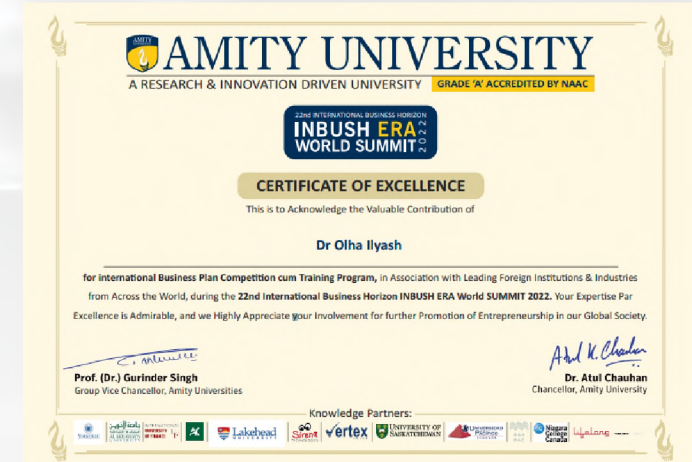 AMITY UNIVERSITY
A RESEARCH & INNOVATION DRIVEN UNIVERSITY GRADE 'A' ACCREDITED BY NAAC
22nd INTERNATIONAL BUSINESS HORIZON
INBUSH ERA
WORLD SUMMIT
2022
CERTIFICATE OF EXCELLENCE
This is to Acknowledge the Valuable Contribution of
Dr Olha Ilyash
for international Business Plan Competition cum Training Program, in Association with Leading Foreign Institutions & Industries
from Across the World, during the 22nd International Business Horizon INBUSH ERA World SUMMIT 2022. Your Expertise Par
Excellence is Admirable, and we Highly Appreciate your Involvement for further Promotion of Entrepreneurship in our Global Society.
Prof. (Dr.) Gurinder Singh
Group Vice Chancellor, Amity Universities
Dr. Atul Chauhan
Chancellor, Amity University
Knowledge Partners:
Lakehead
UNIVERSITY
Siren
vertex
UNIVERSITY OF
SASKATCHEWAN
Niagara
College
Canada